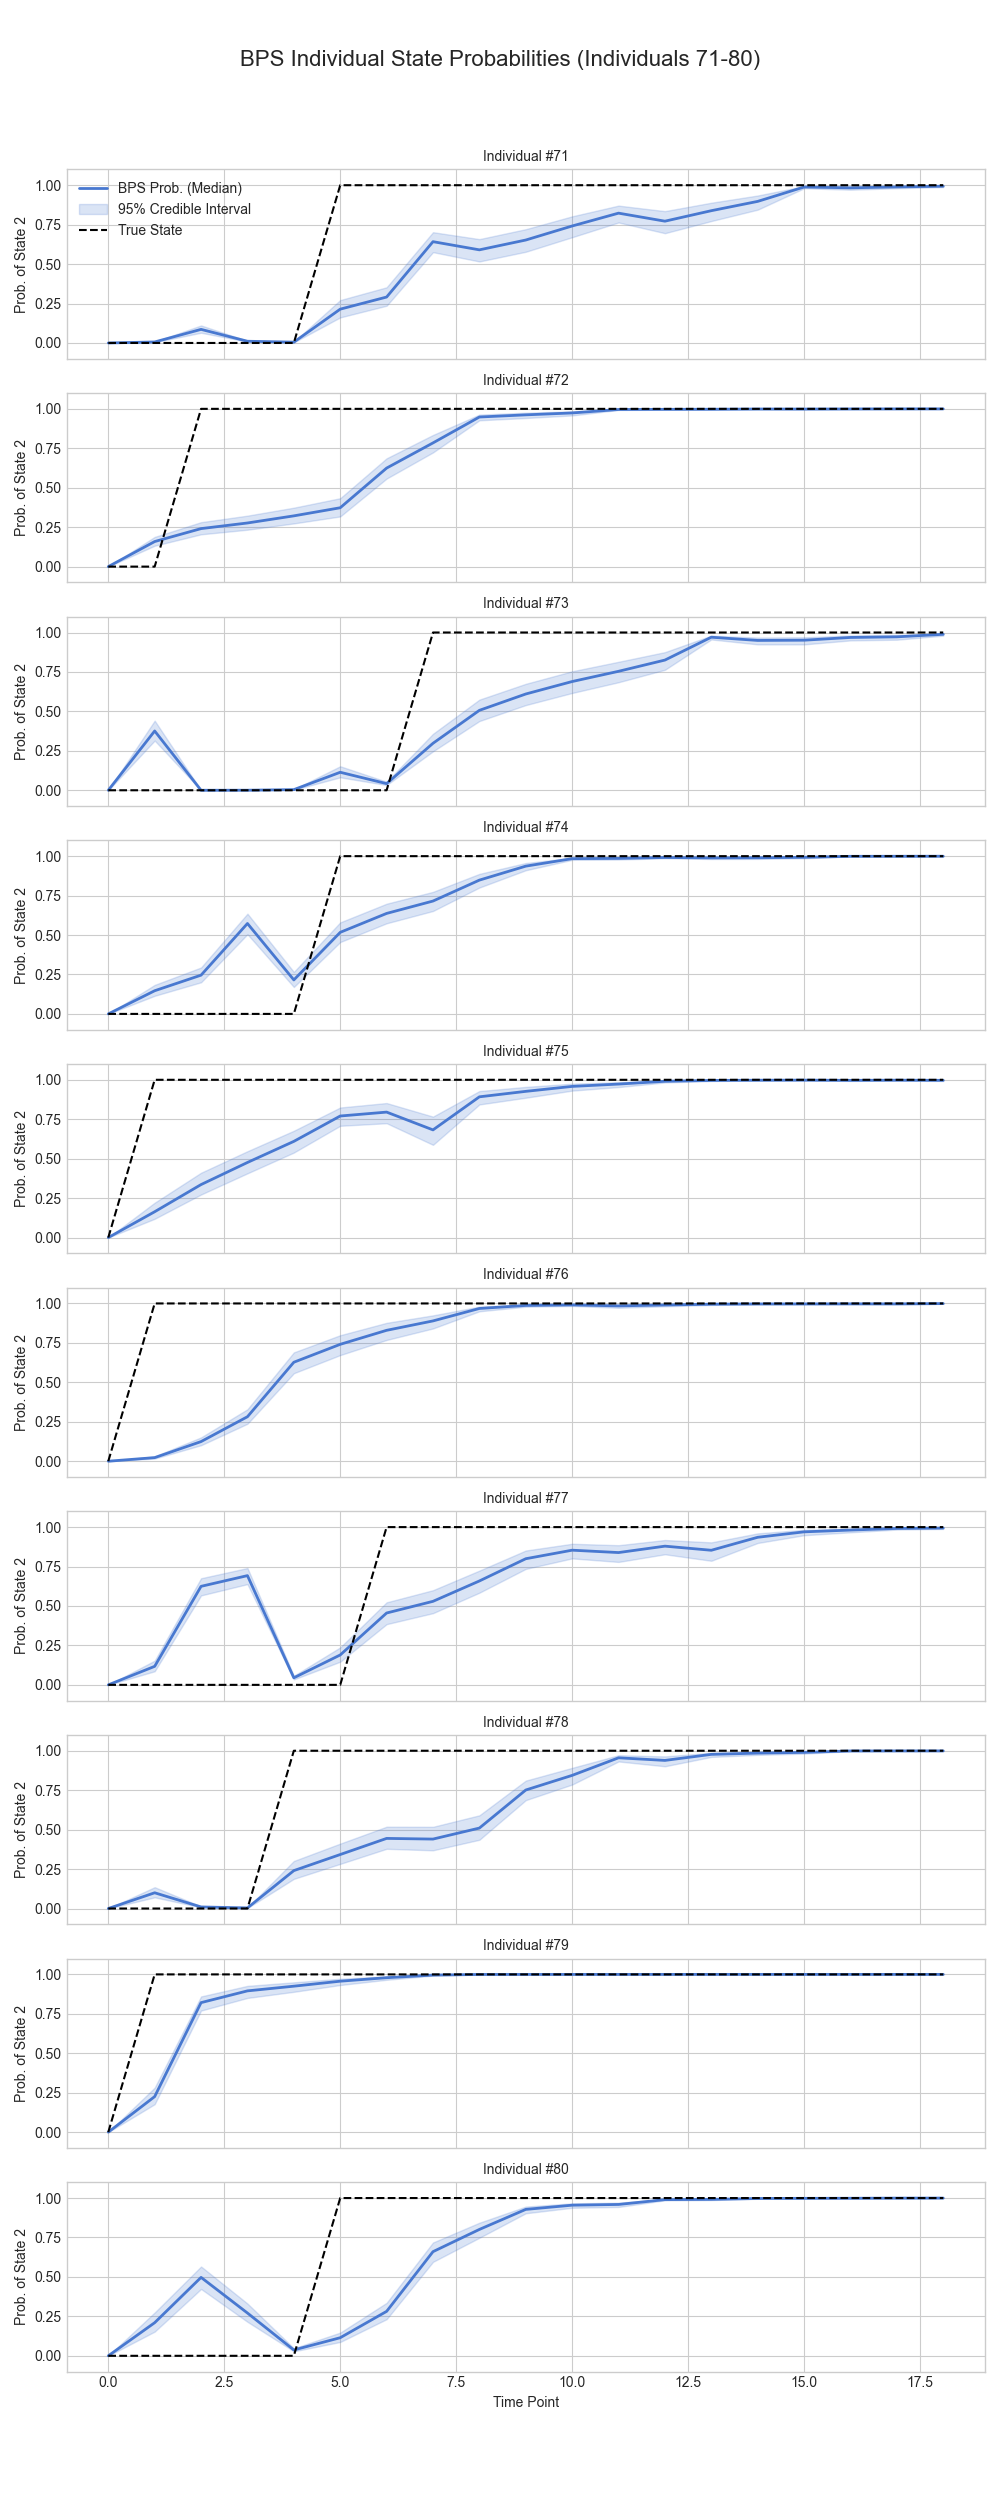 BPS Individual State Probabilities (Individuals 71-80)
Individual #71
1.00
0.75
0.50
0.25
0.00
Prob. of State 2
BPS Prob. (Median)
95% Credible Interval
True State
Individual #72
1.00
0.75
0.50
0.25
0.00
Prob. of State 2
Individual #73
1.00
0.75
0.50
0.25
0.00
Prob. of State 2
Individual #74
1.00
0.75
0.50
0.25
0.00
Prob. of State 2
Individual #75
1.00
0.75
0.50
0.25
0.00
Prob. of State 2
Individual #76
1.00
0.75
0.50
0.25
0.00
Prob. of State 2
Individual #77
1.00
0.75
0.50
0.25
0.00
Prob. of State 2
Individual #78
1.00
0.75
0.50
0.25
0.00
Prob. of State 2
Individual #79
1.00
0.75
0.50
0.25
0.00
Prob. of State 2
Individual #80
1.00
0.75
0.50
0.25
0.00
Prob. of State 2
0.0 2.5 5.0 7.5 10.0 12.5 15.0 17.5
Time Point